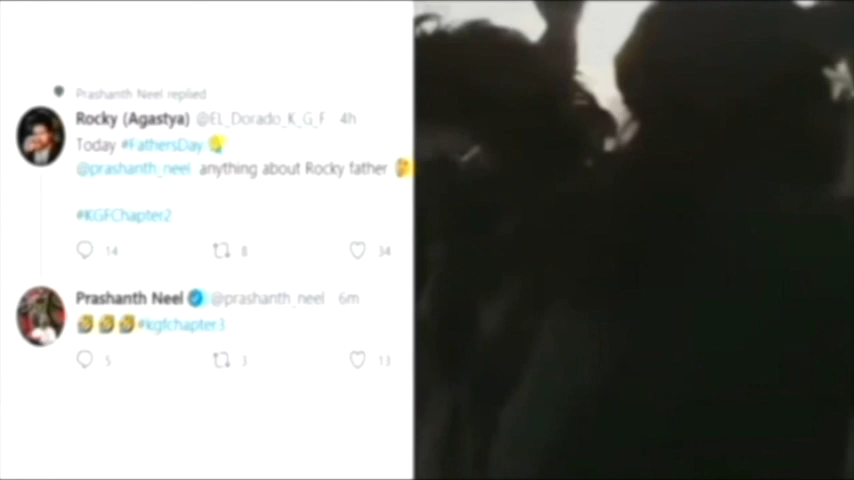 Prashanth Neel replied
Rocky (Agastya) @EL_Dorado_K_G_F 4h
Today #FathersDay
@prashanth_neel anything about Rocky father
#KGFChapter2
14 8 34
Prashanth Neel @prashanth_neel 6m
#kgfchapter3
5 3 13